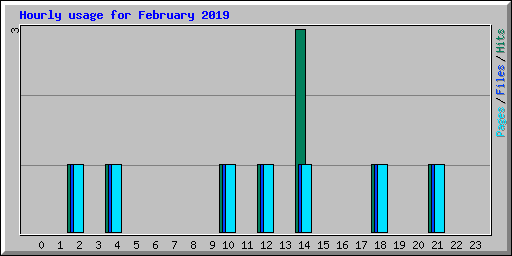 Hourly usage for February 2019
3
Pages/Files/Hits
0 1 2 3 4 5 6 7 8 9 10 11 12 13 14 15 16 17 18 19 20 21 22 23